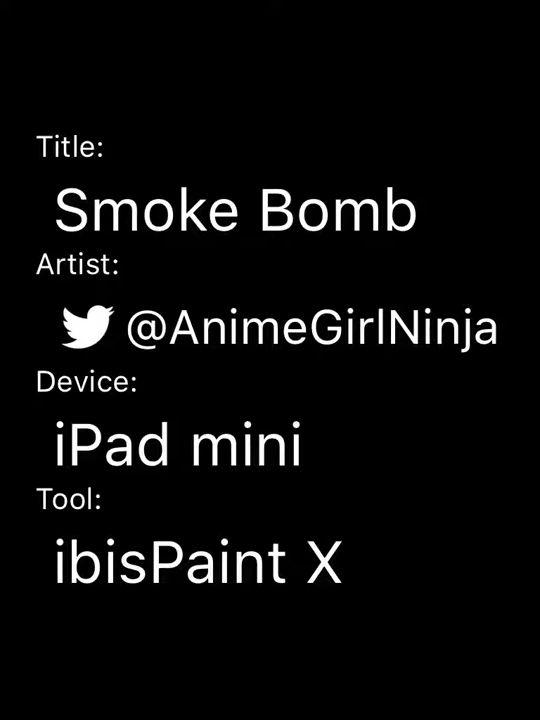 Title:
Smoke Bomb
Artist:
@AnimeGirlNinja
Device:
iPad mini
Tool:
ibisPaint X